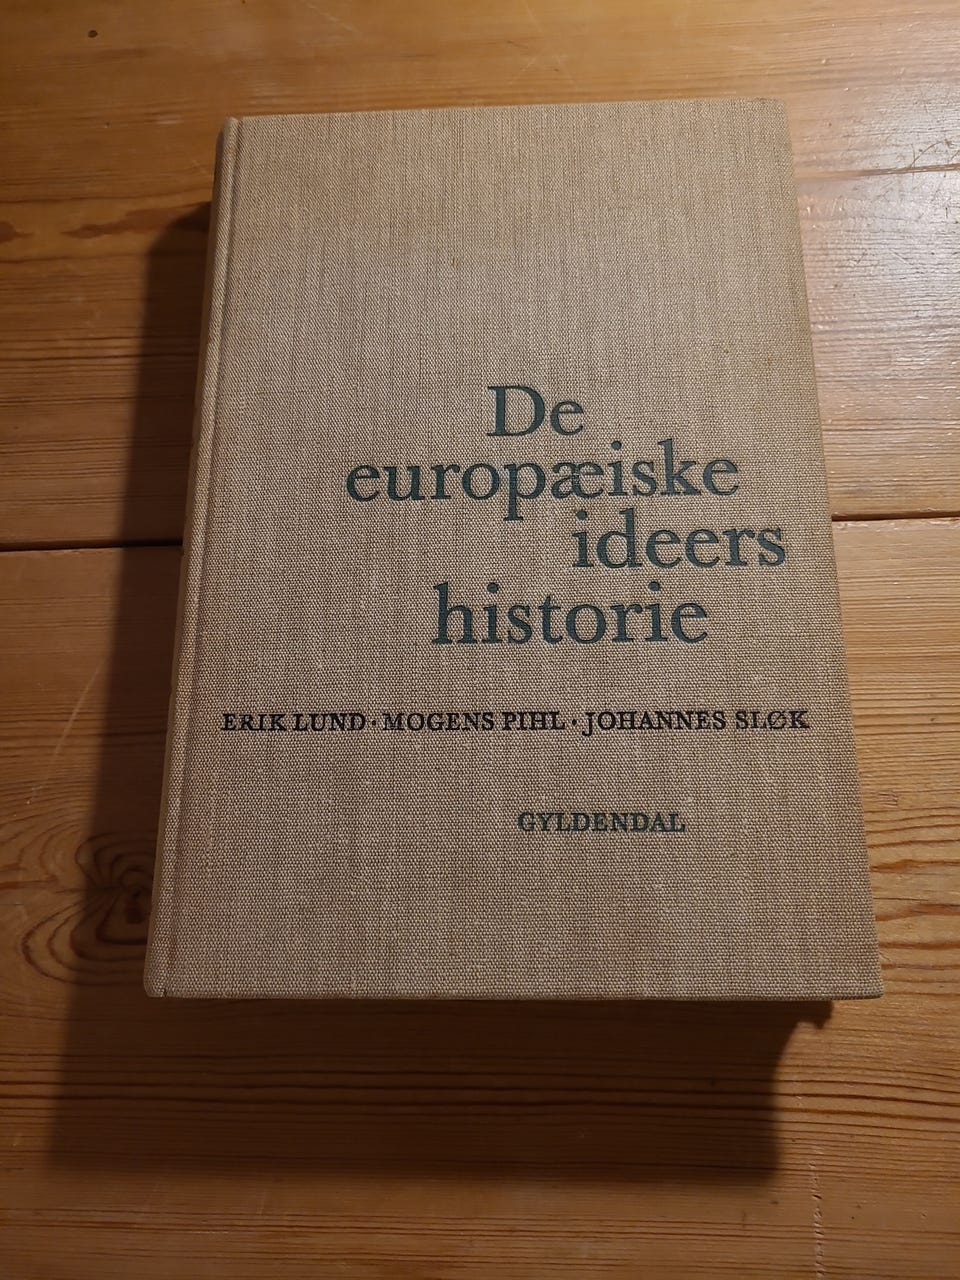 De
europæiske
ideers
historie
ERIK LUND · MOGENS PIHL · JOHANNES SLØK
GYLDENDAL